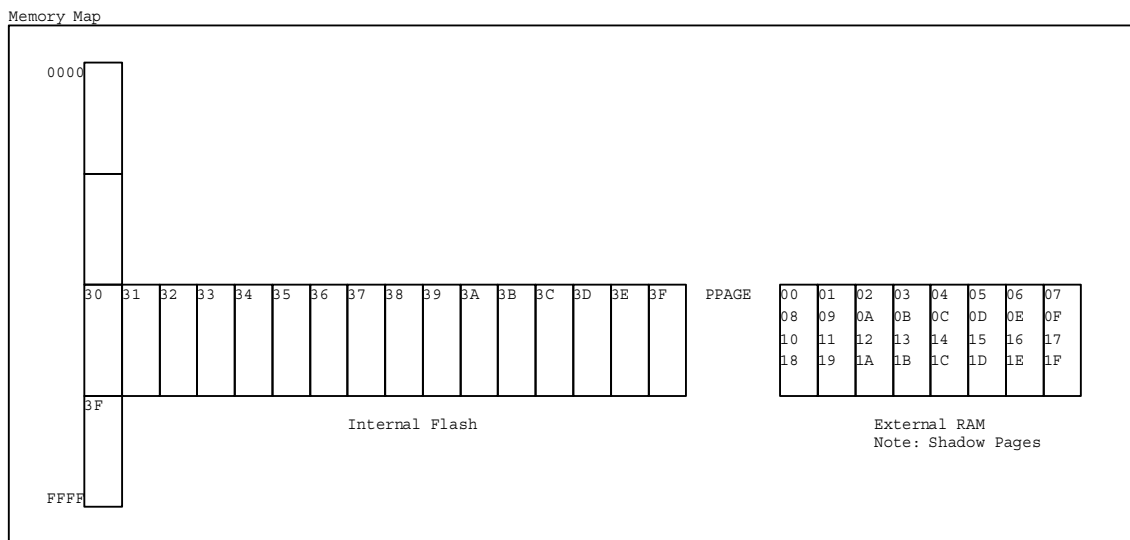 Memory Map
0000
30 31 32 33 34 35 36 37 38 39 3A 3B 3C 3D 3E 3F PPAGE 00 01 02 03 04 05 06 07
08 09 0A 0B 0C 0D 0E 0F
10 11 12 13 14 15 16 17
18 19 1A 1B 1C 1D 1E 1F
3F
Internal Flash External RAM
Note: Shadow Pages
FFFF